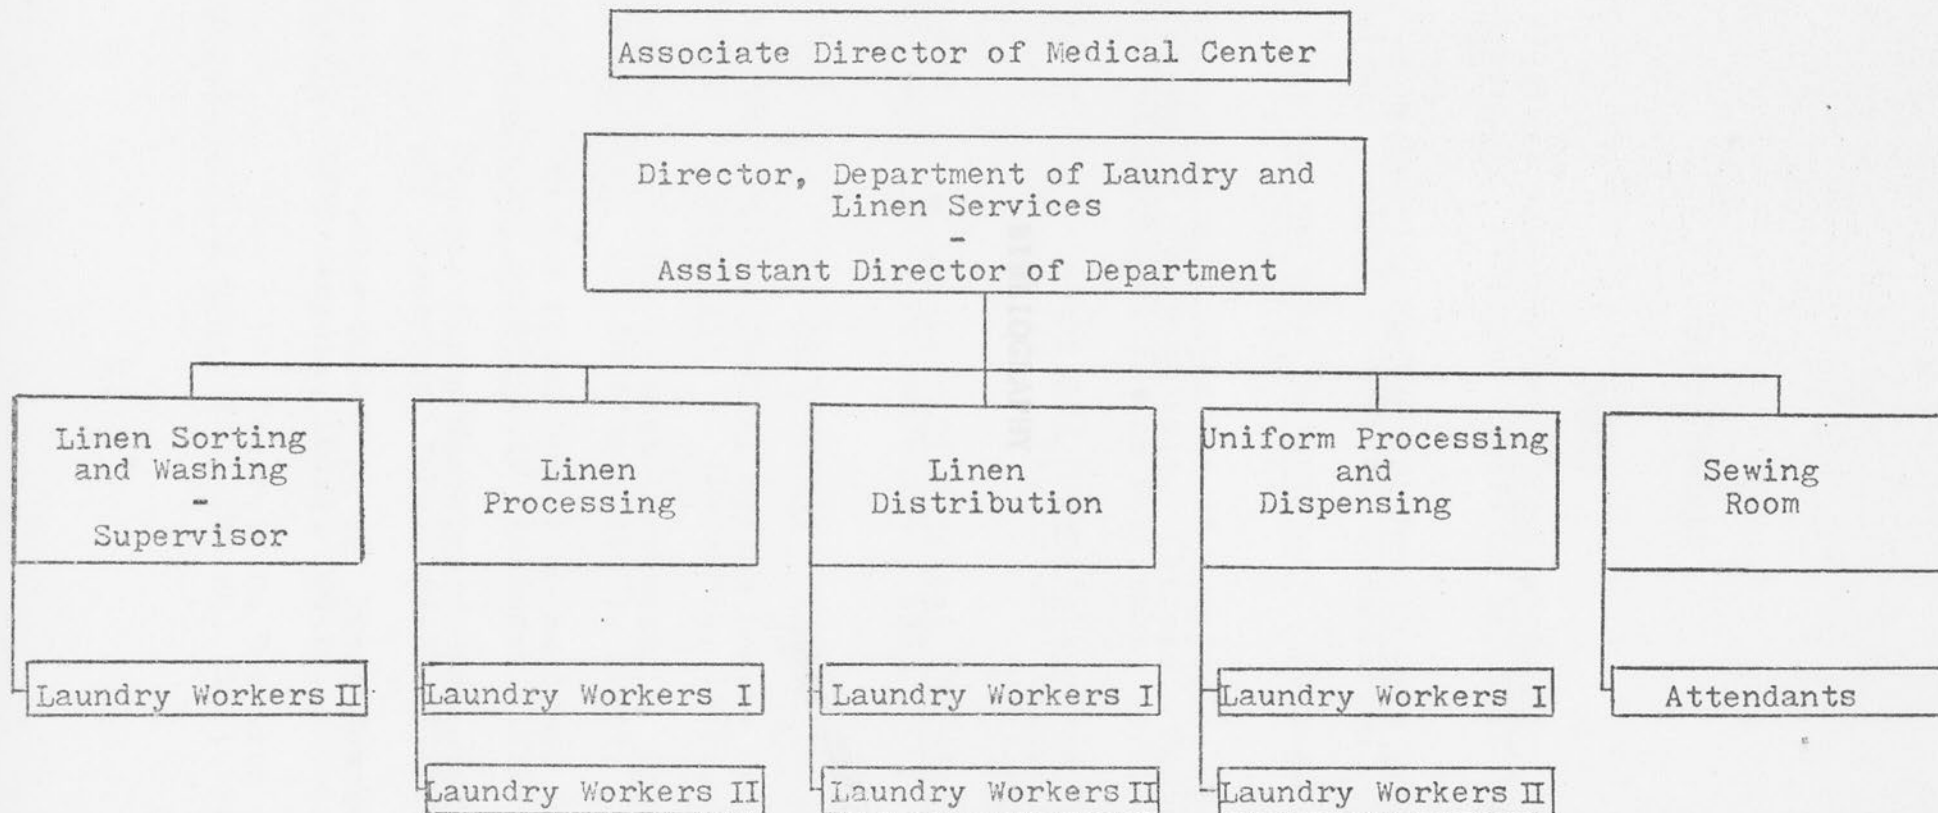 Associate Director of Medical Center
Director, Department of Laundry and
Linen Services
-
Assistant Director of Department
Linen Sorting
and Washing
-
Supervisor
Linen
Processing
Linen
Distribution
Uniform Processing
and
Dispensing
Sewing
Room
Laundry Workers II
Laundry Workers I
Laundry Workers I
Laundry Workers I
Attendants
Laundry Workers II
Laundry Workers II
Laundry Workers II